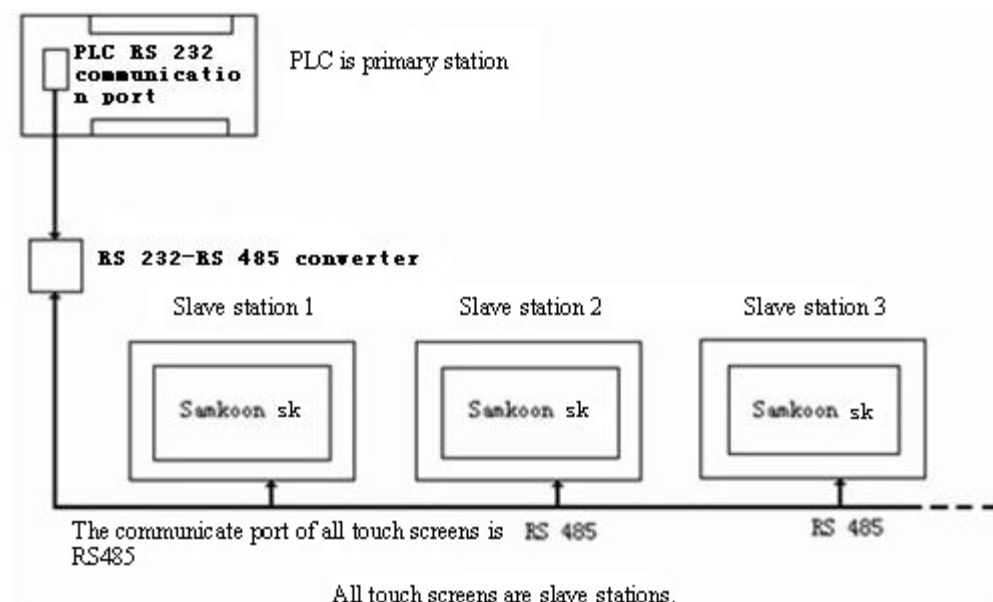 PLC RS 232
communicatio
n port
PLC is primary station
RS 232-RS 485 converter
Slave station 1
Slave station 2
Slave station 3
Samkoon sk
Samkoon sk
Samkoon sk
The communicate port of all touch screens is
RS485
RS 485
RS 485
All touch screens are slave stations.